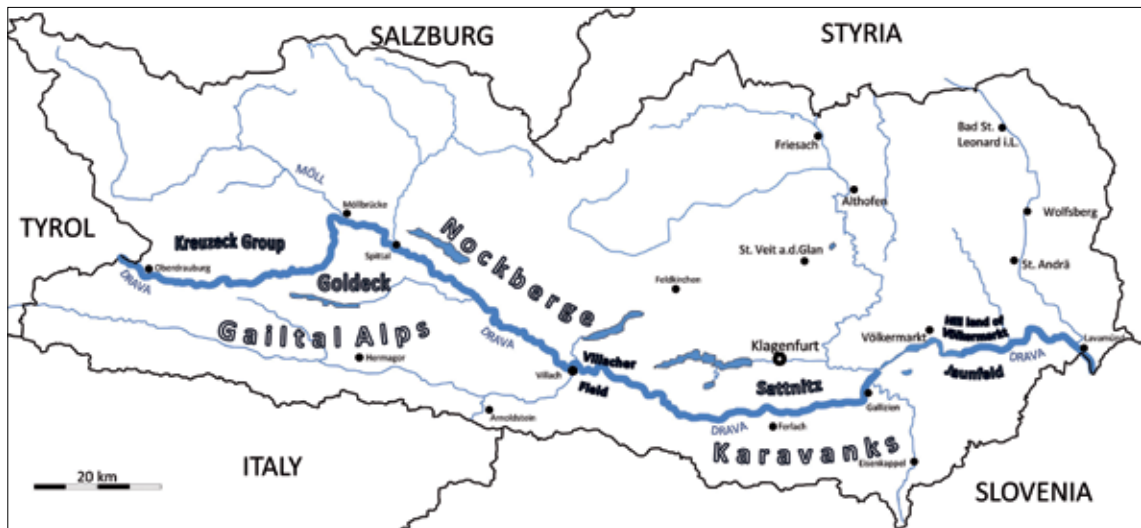 SALZBURG
STYRIA
Friesach
Bad St.
Leonard i.L.
MÖLL
Möllbrücke
Althofen
Wolfsberg
TYROL
Kreuzeck Group
Spittal
Nockberge
St. Veit a.d.Glan
St. Andrä
Oberdrauburg
DRAVA
Goldeck
Feldkirchen
Gailtal Alps
DRAVA
Hermagor
Klagenfurt
Völkermarkt
Hill land of
Völkermarkt
DRAVA
Lavamünd
Villach
Villacher
Field
Sattnitz
Jaunfeld
Gallizien
Arnoldstein
DRAVA
Ferlach
Karavanks
Eisenkappel
ITALY
20 km
SLOVENIA